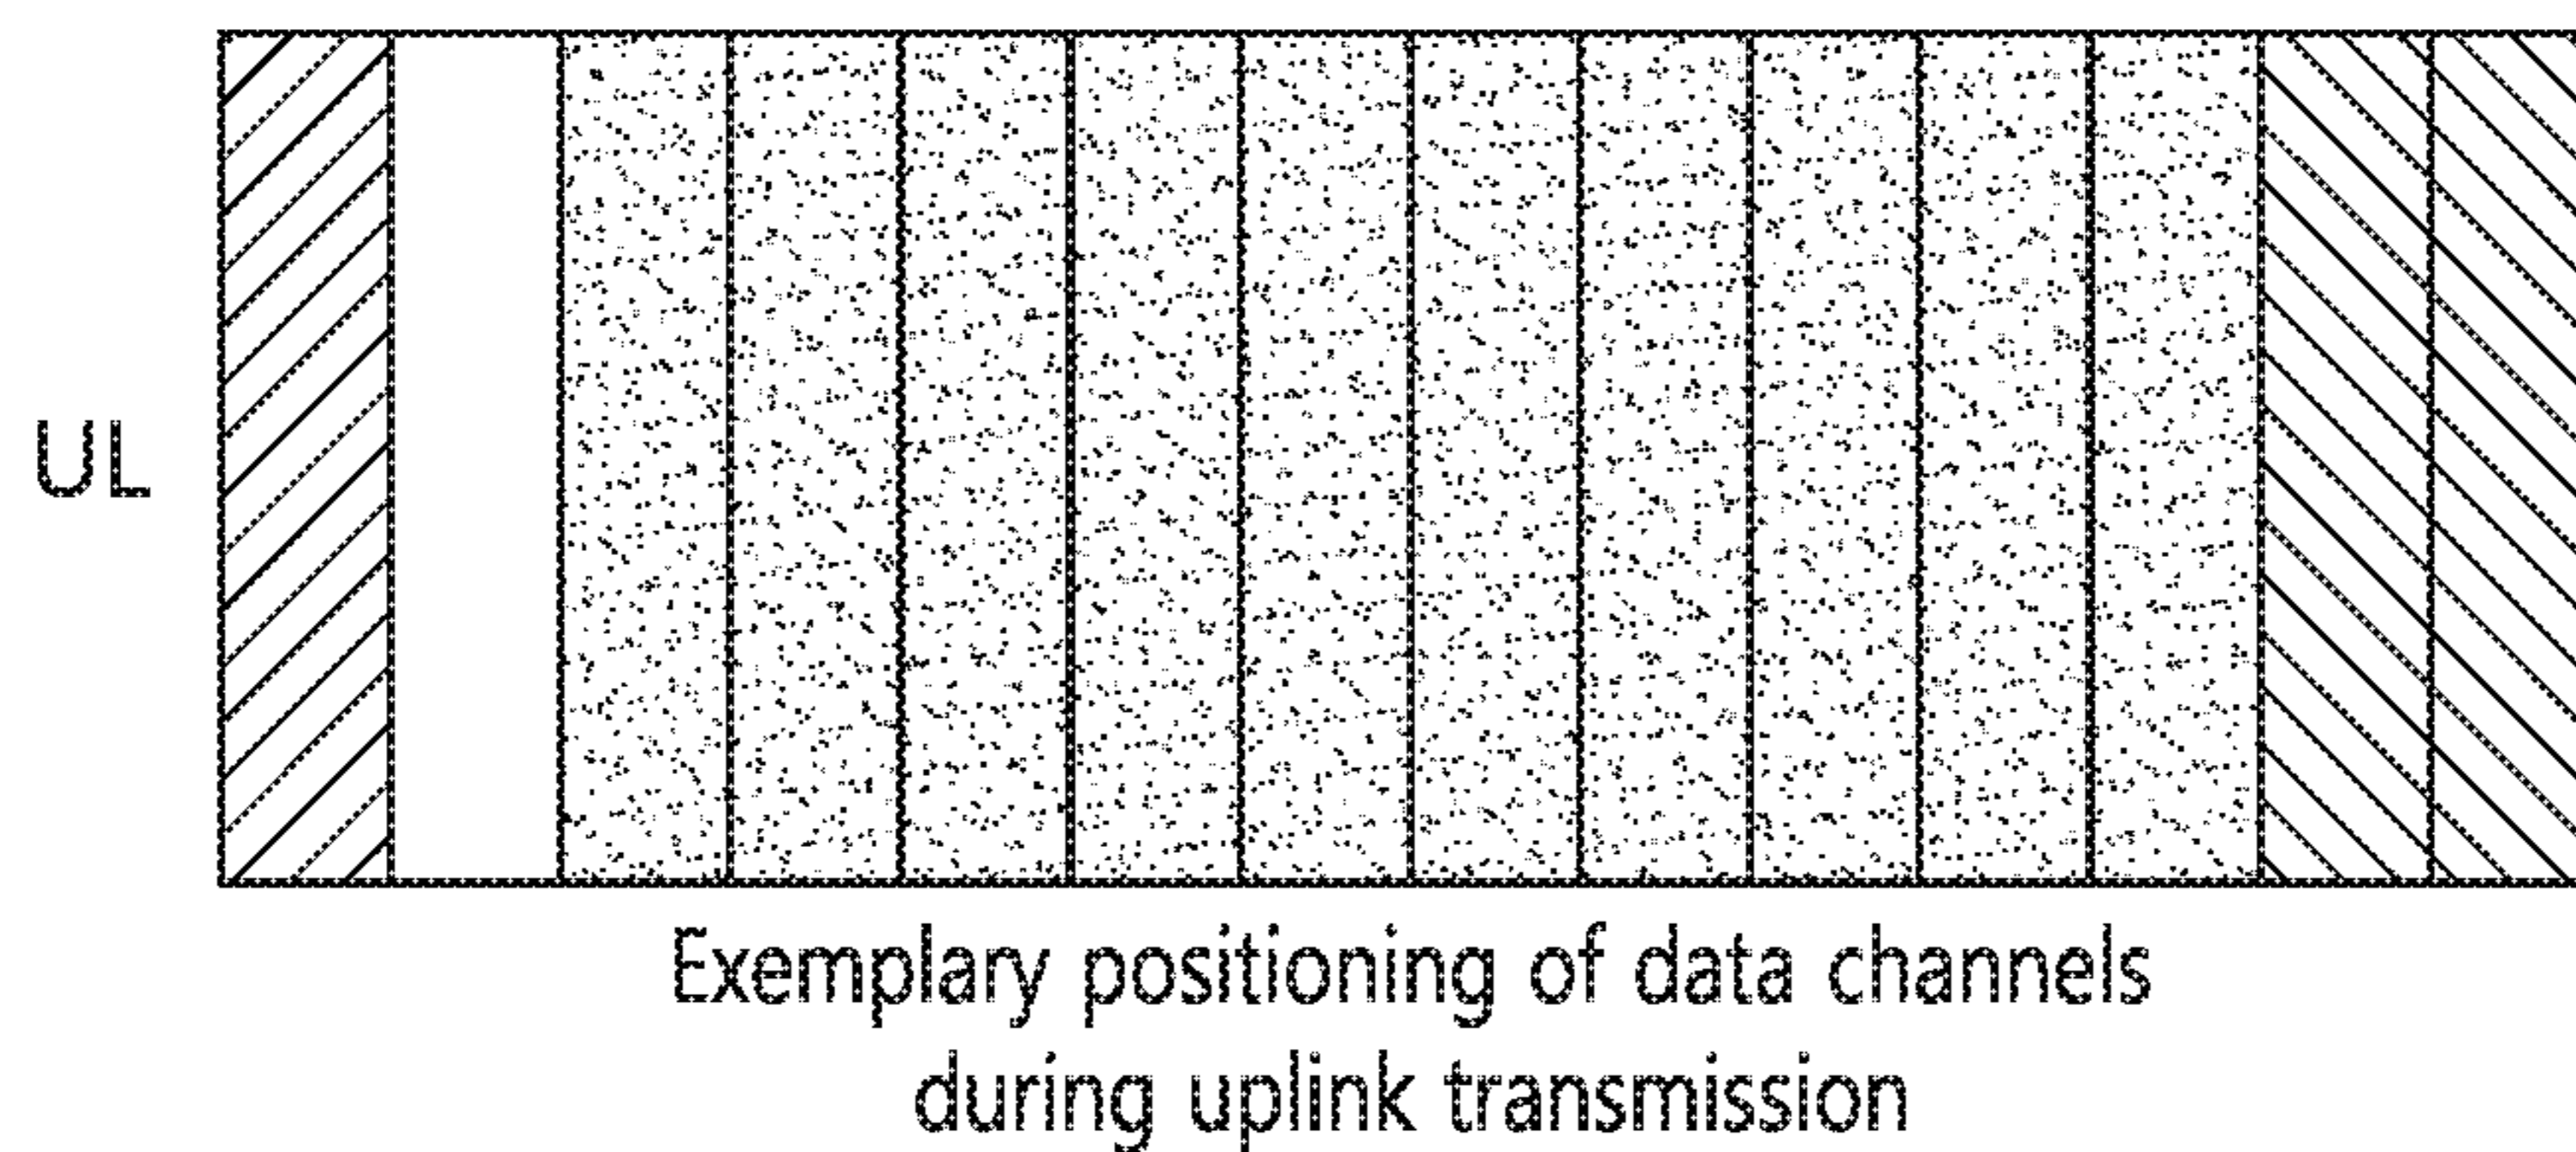 UL
Exemplary positioning of data channels
during uplink transmission